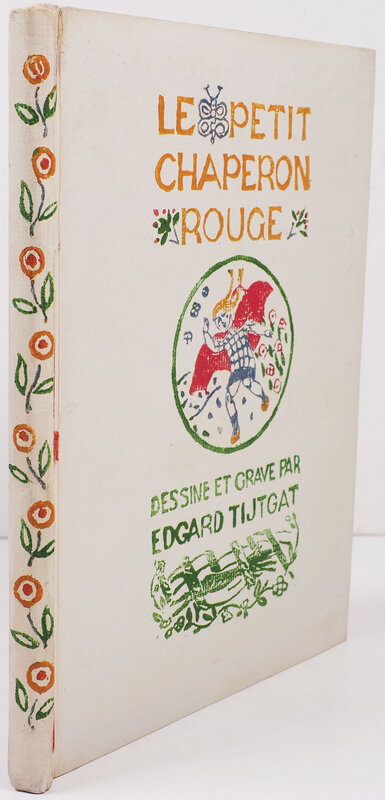 LE PETIT
CHAPERON
ROUGE
DESSINE ET GRAVE PAR
EDGARD TIJTGAT